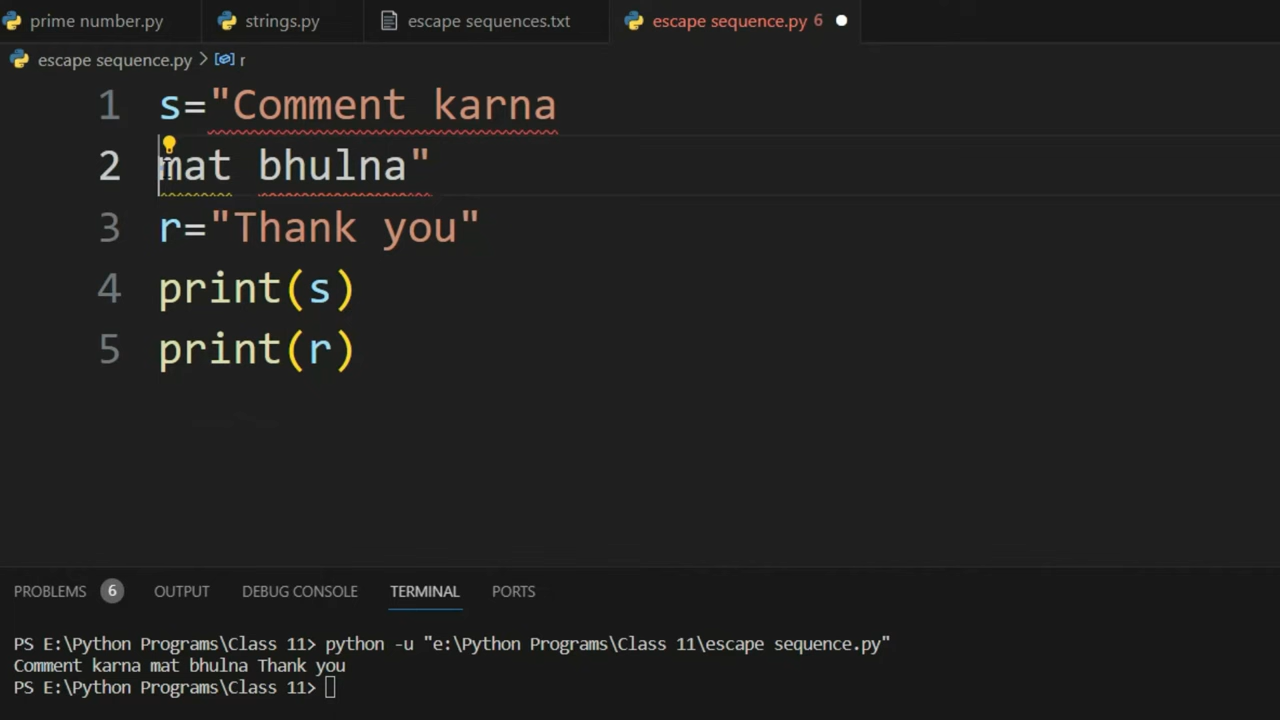 prime number.py strings.py escape sequences.txt escape sequence.py 6
escape sequence.py > r
1 s="Comment karna
2 mat bhulna"
3 r="Thank you"
4 print(s)
5 print(r)
PROBLEMS 6 OUTPUT DEBUG CONSOLE TERMINAL PORTS
PS E:\Python Programs\Class 11> python -u "e:\Python Programs\Class 11\escape sequence.py"
Comment karna mat bhulna Thank you
PS E:\Python Programs\Class 11>